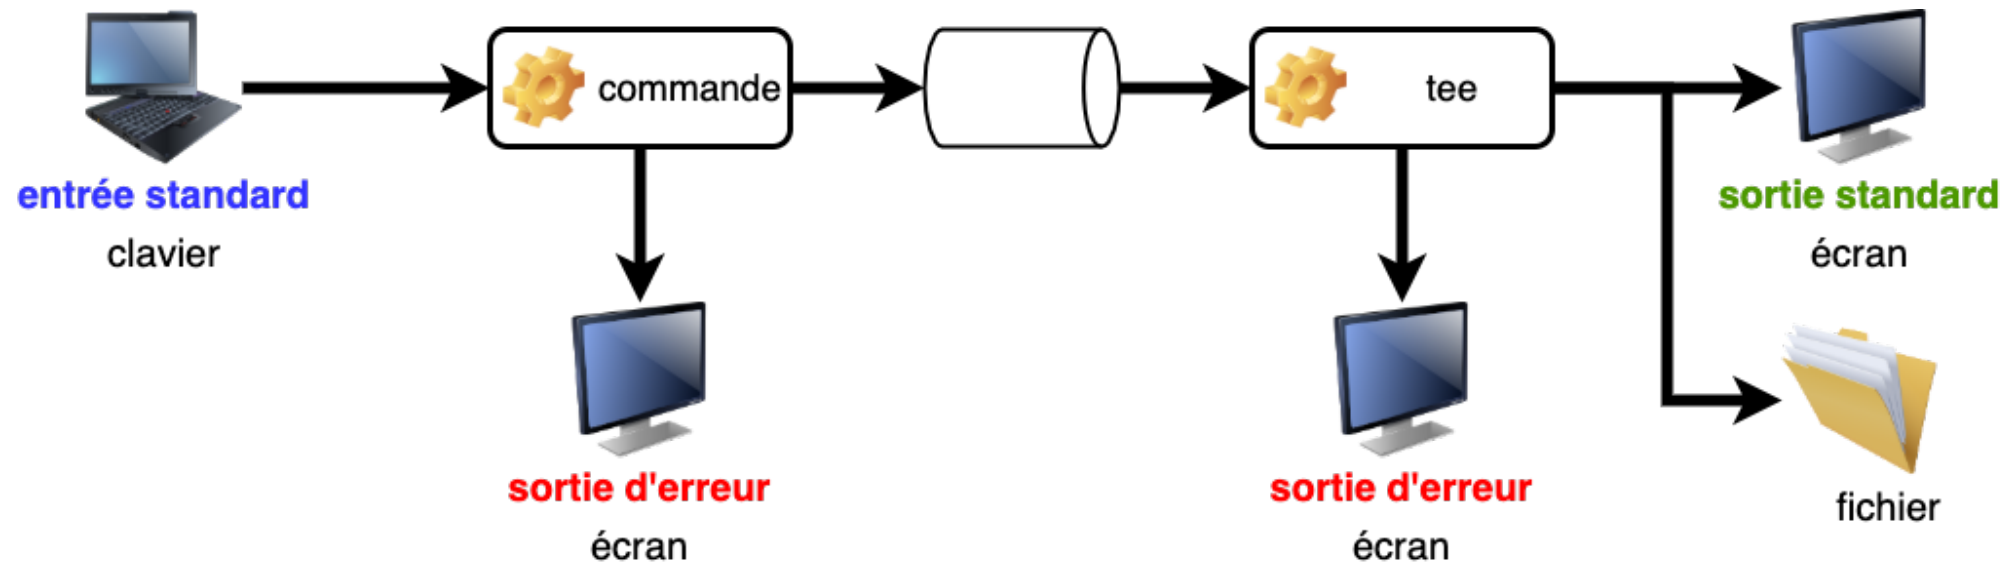 commande
tee
entrée standard
clavier
sortie standard
écran
sortie d'erreur
écran
sortie d'erreur
écran
fichier